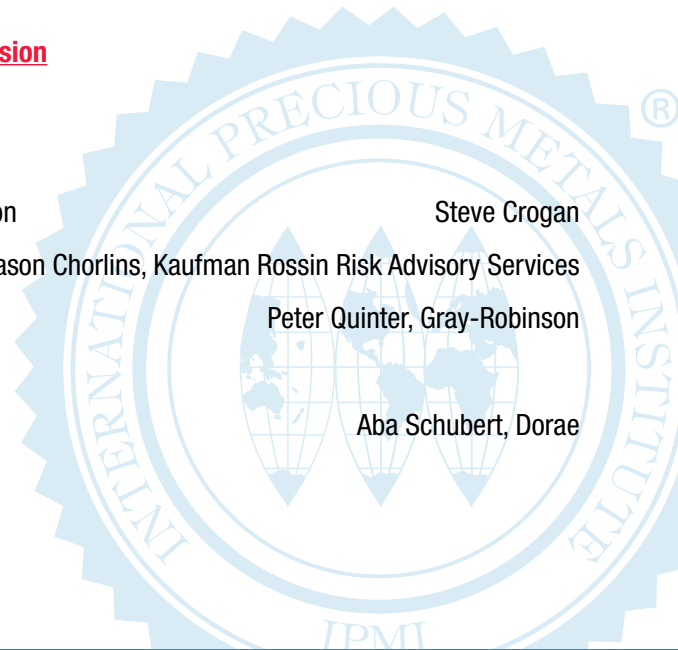 sion
®
on Steve Crogan
ason Chorlins, Kaufman Rossin Risk Advisory Services
Peter Quinter, Gray-Robinson
Aba Schubert, Dorae
INTERNATIONAL PRECIOUS METALS INSTITUTE
IPMI